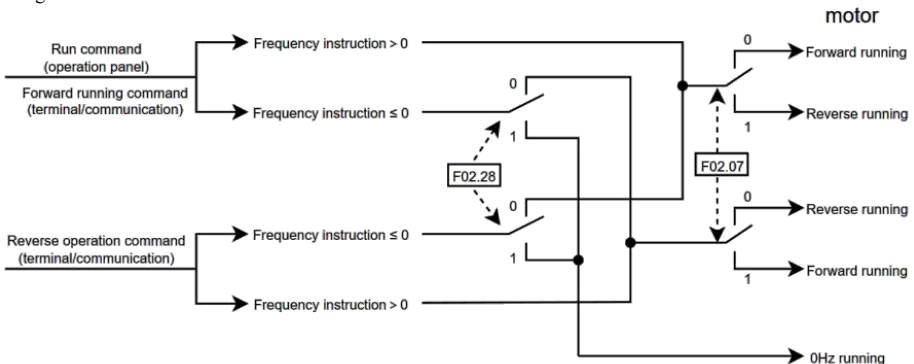 motor
Run command
(operation panel)
Forward running command
(terminal/communication)
Frequency instruction > 0
Frequency instruction ≤ 0
0
1
F02.28
0
1
Reverse operation command
(terminal/communication)
Frequency instruction ≤ 0
Frequency instruction > 0
0
Forward running
Reverse running
1
F02.07
0
Reverse running
Forward running
1
0Hz running